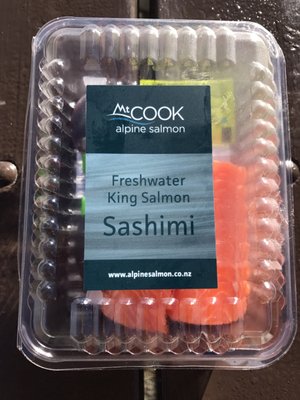 Mt COOK
alpine salmon
Freshwater
King Salmon
Sashimi
www.alpinesalmon.co.nz